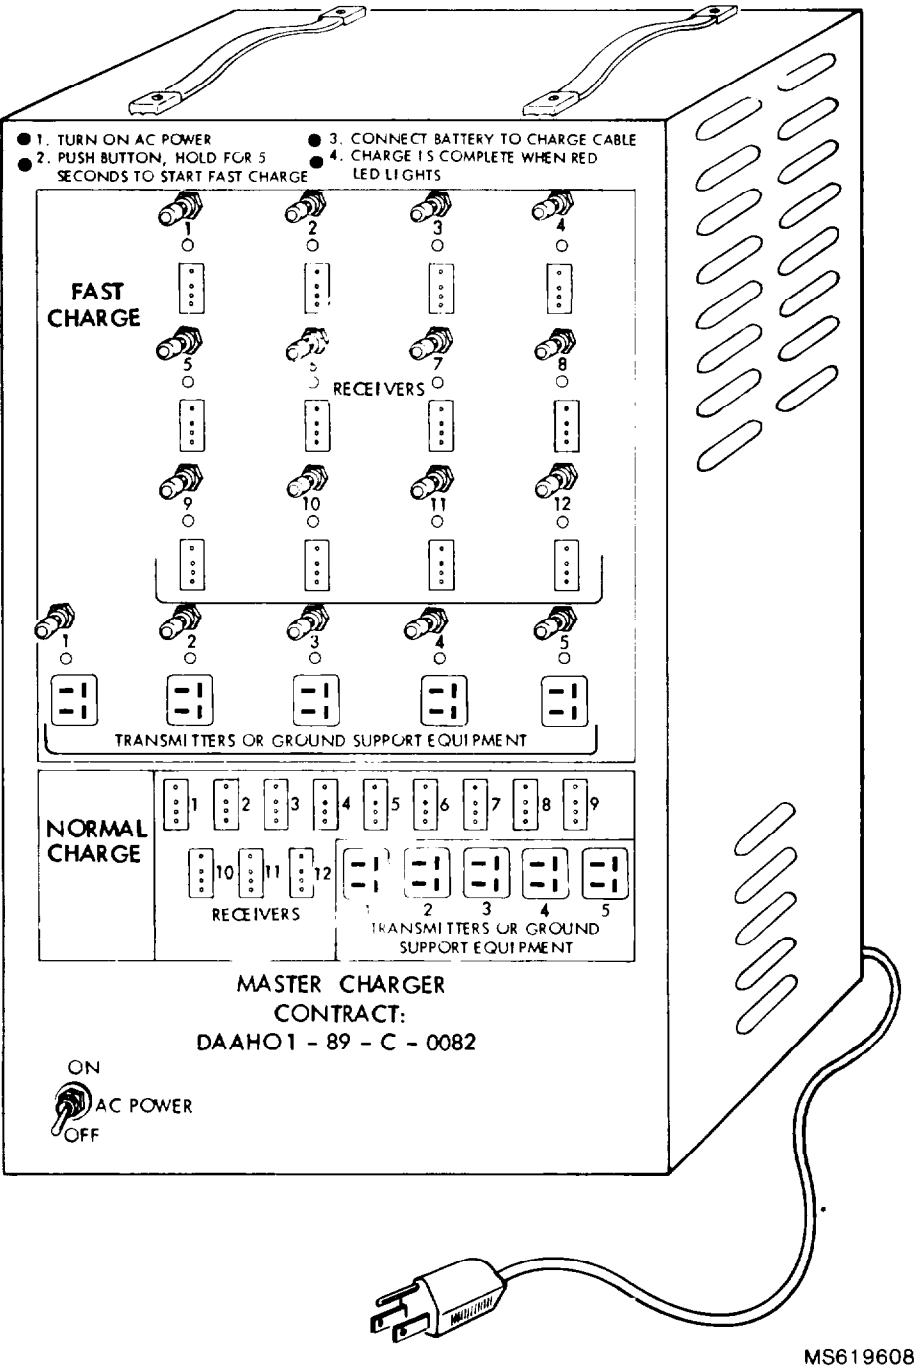 1. TURN ON AC POWER
2. PUSH BUTTON, HOLD FOR 5
SECONDS TO START FAST CHARGE
3. CONNECT BATTERY TO CHARGE CABLE
4. CHARGE IS COMPLETE WHEN RED
LED LIGHTS
FAST
CHARGE
1 2 3 4
5 6 7 8
RECEIVERS
9 10 11 12
1 2 3 4 5
TRANSMITTERS OR GROUND SUPPORT EQUIPMENT
NORMAL
CHARGE
1 2 3 4 5 6 7 8 9
10 11 12
RECEIVERS
1 2 3 4 5
TRANSMITTERS OR GROUND
SUPPORT EQUIPMENT
MASTER CHARGER
CONTRACT:
DAAHO1 - 89 - C - 0082
ON
AC POWER
OFF
MS619608